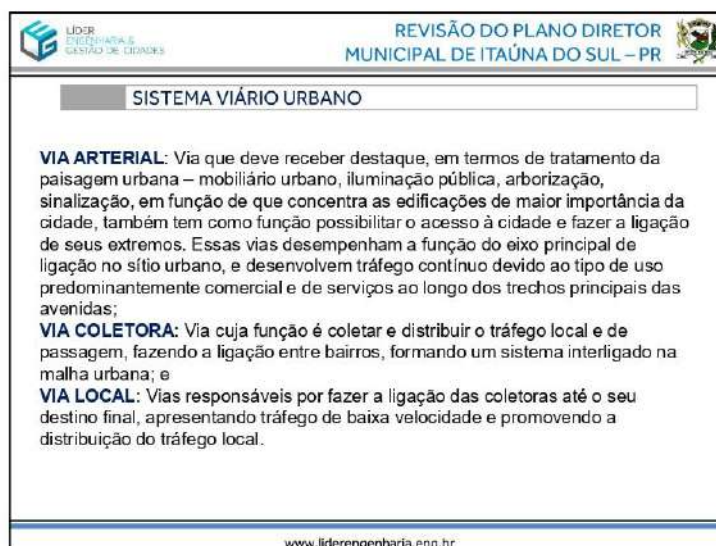 LÍDER
ENGENHARIA &
GESTÃO DE CIDADES
REVISÃO DO PLANO DIRETOR
MUNICIPAL DE ITAÚNA DO SUL – PR
SISTEMA VIÁRIO URBANO
VIA ARTERIAL: Via que deve receber destaque, em termos de tratamento da
paisagem urbana – mobiliário urbano, iluminação pública, arborização,
sinalização, em função de que concentra as edificações de maior importância da
cidade, também tem como função possibilitar o acesso à cidade e fazer a ligação
de seus extremos. Essas vias desempenham a função do eixo principal de
ligação no sítio urbano, e desenvolvem tráfego contínuo devido ao tipo de uso
predominantemente comercial e de serviços ao longo dos trechos principais das
avenidas;
VIA COLETORA: Via cuja função é coletar e distribuir o tráfego local e de
passagem, fazendo a ligação entre bairros, formando um sistema interligado na
malha urbana; e
VIA LOCAL: Vias responsáveis por fazer a ligação das coletoras até o seu
destino final, apresentando tráfego de baixa velocidade e promovendo a
distribuição do tráfego local.
www.liderengenharia.eng.br